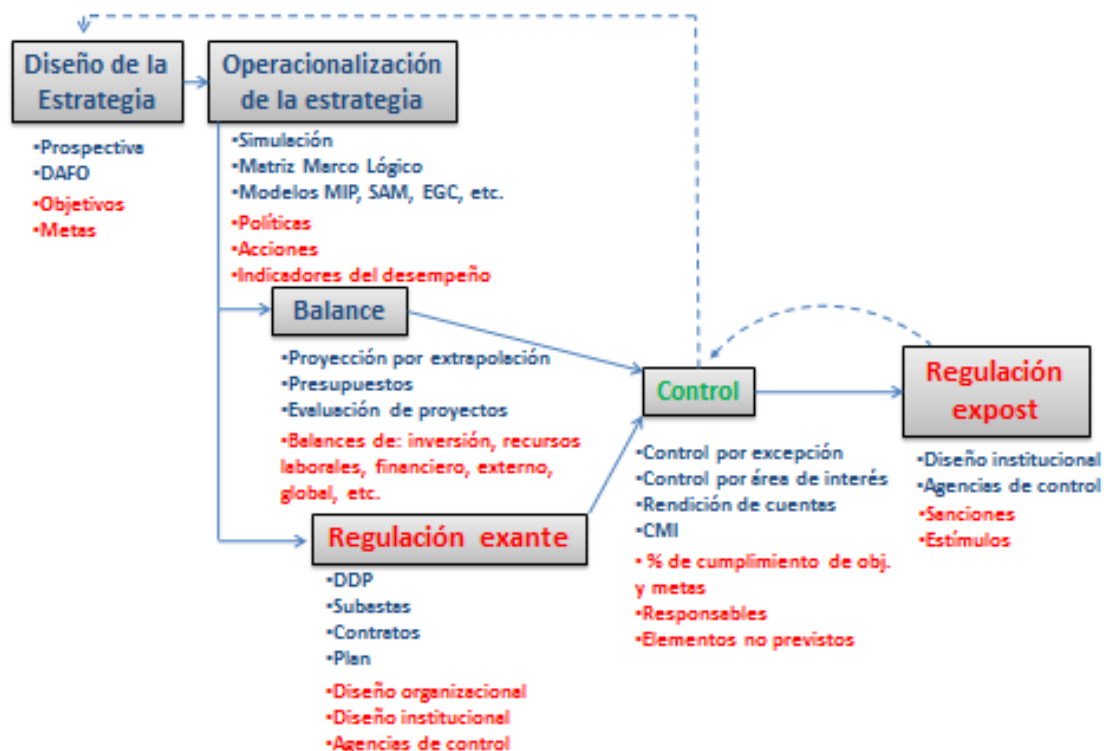 Diseño de la
Estrategia
•Prospectiva
•DAFO
•Objetivos
•Metas
Operacionalización
de la estrategia
•Simulación
•Matriz Marco Lógico
•Modelos MIP, SAM, EGC, etc.
•Políticas
•Acciones
•Indicadores del desempeño
Balance
•Proyección por extrapolación
•Presupuestos
•Evaluación de proyectos
•Balances de: inversión, recursos
laborales, financiero, externo,
global, etc.
Regulación exante
•DDP
•Subastas
•Contratos
•Plan
•Diseño organizacional
•Diseño institucional
•Agencias de control
Control
•Control por excepción
•Control por área de interés
•Rendición de cuentas
•CMI
• % de cumplimiento de obj.
y metas
•Responsables
•Elementos no previstos
Regulación
expost
•Diseño institucional
•Agencias de control
•Sanciones
•Estímulos